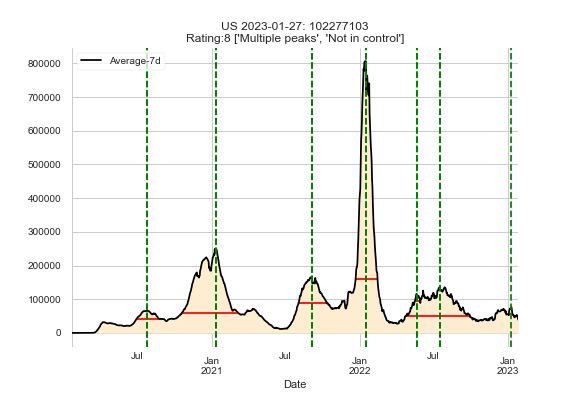 US 2023-01-27: 102277103
Rating:8 ['Multiple peaks', 'Not in control']
Average-7d
800000
700000
600000
500000
400000
300000
200000
100000
0
Jul
Jan
2021
Jul
Jan
2022
Jul
Jan
2023
Date